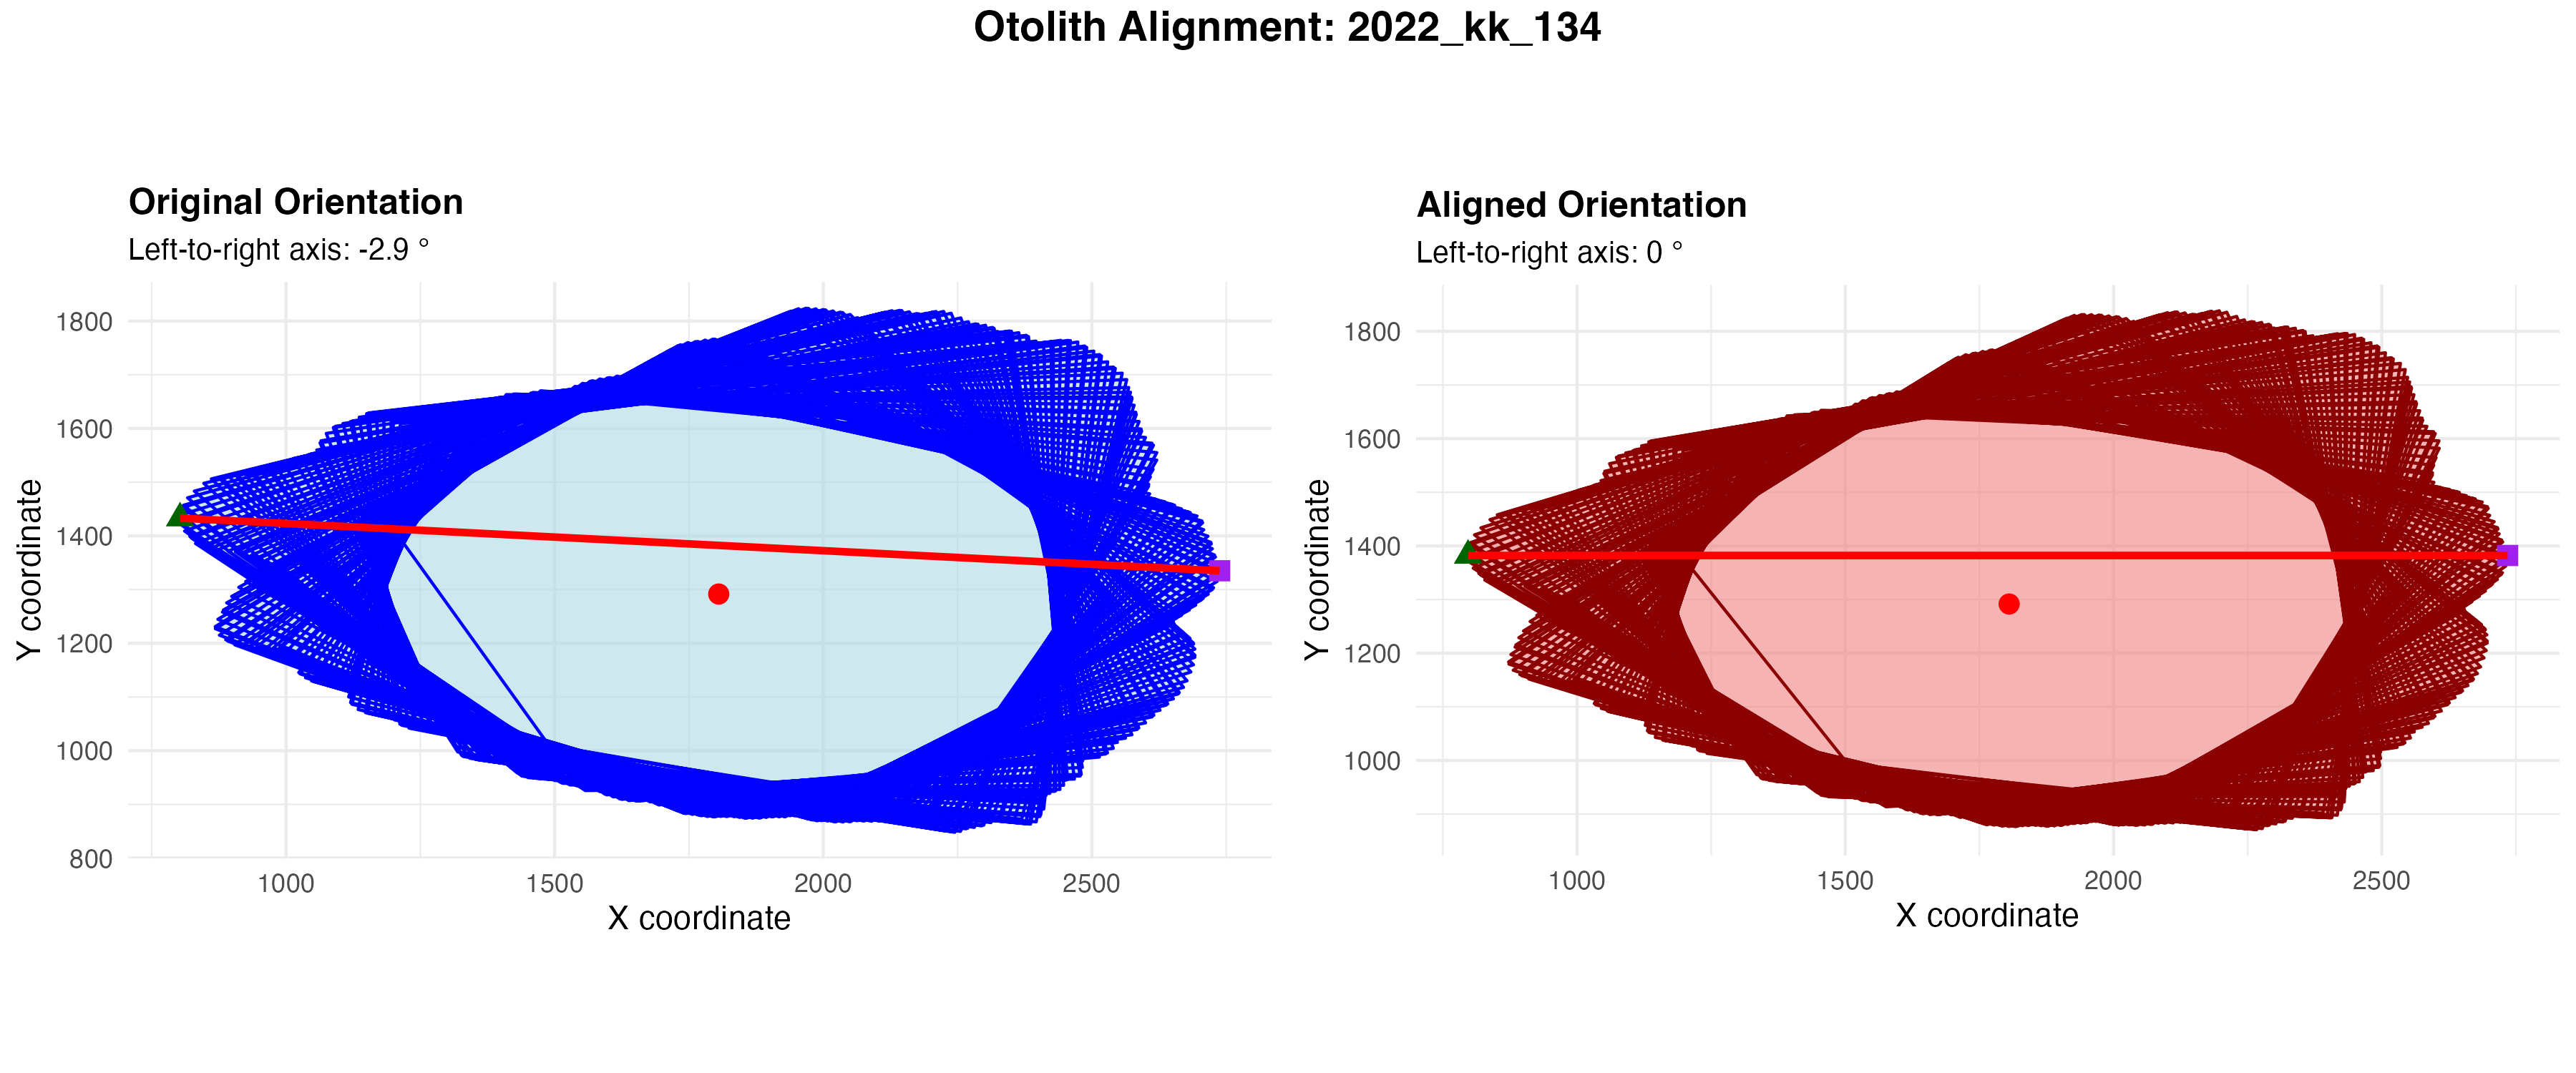 Otolith Alignment: 2022_kk_134
Original Orientation
Left-to-right axis: -2.9 °
Y coordinate
1800
1600
1400
1200
1000
800
1000 1500 2000 2500
X coordinate
Aligned Orientation
Left-to-right axis: 0 °
Y coordinate
1800
1600
1400
1200
1000
1000 1500 2000 2500
X coordinate